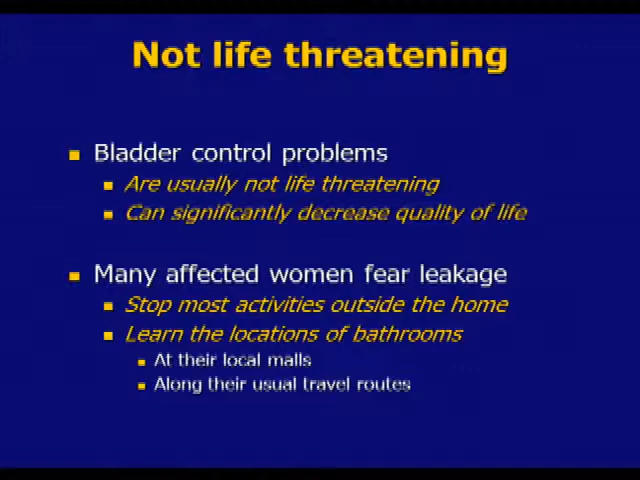 Not life threatening
Bladder control problems
Are usually not life threatening
Can significantly decrease quality of life
Many affected women fear leakage
Stop most activities outside the home
Learn the locations of bathrooms
At their local malls
Along their usual travel routes